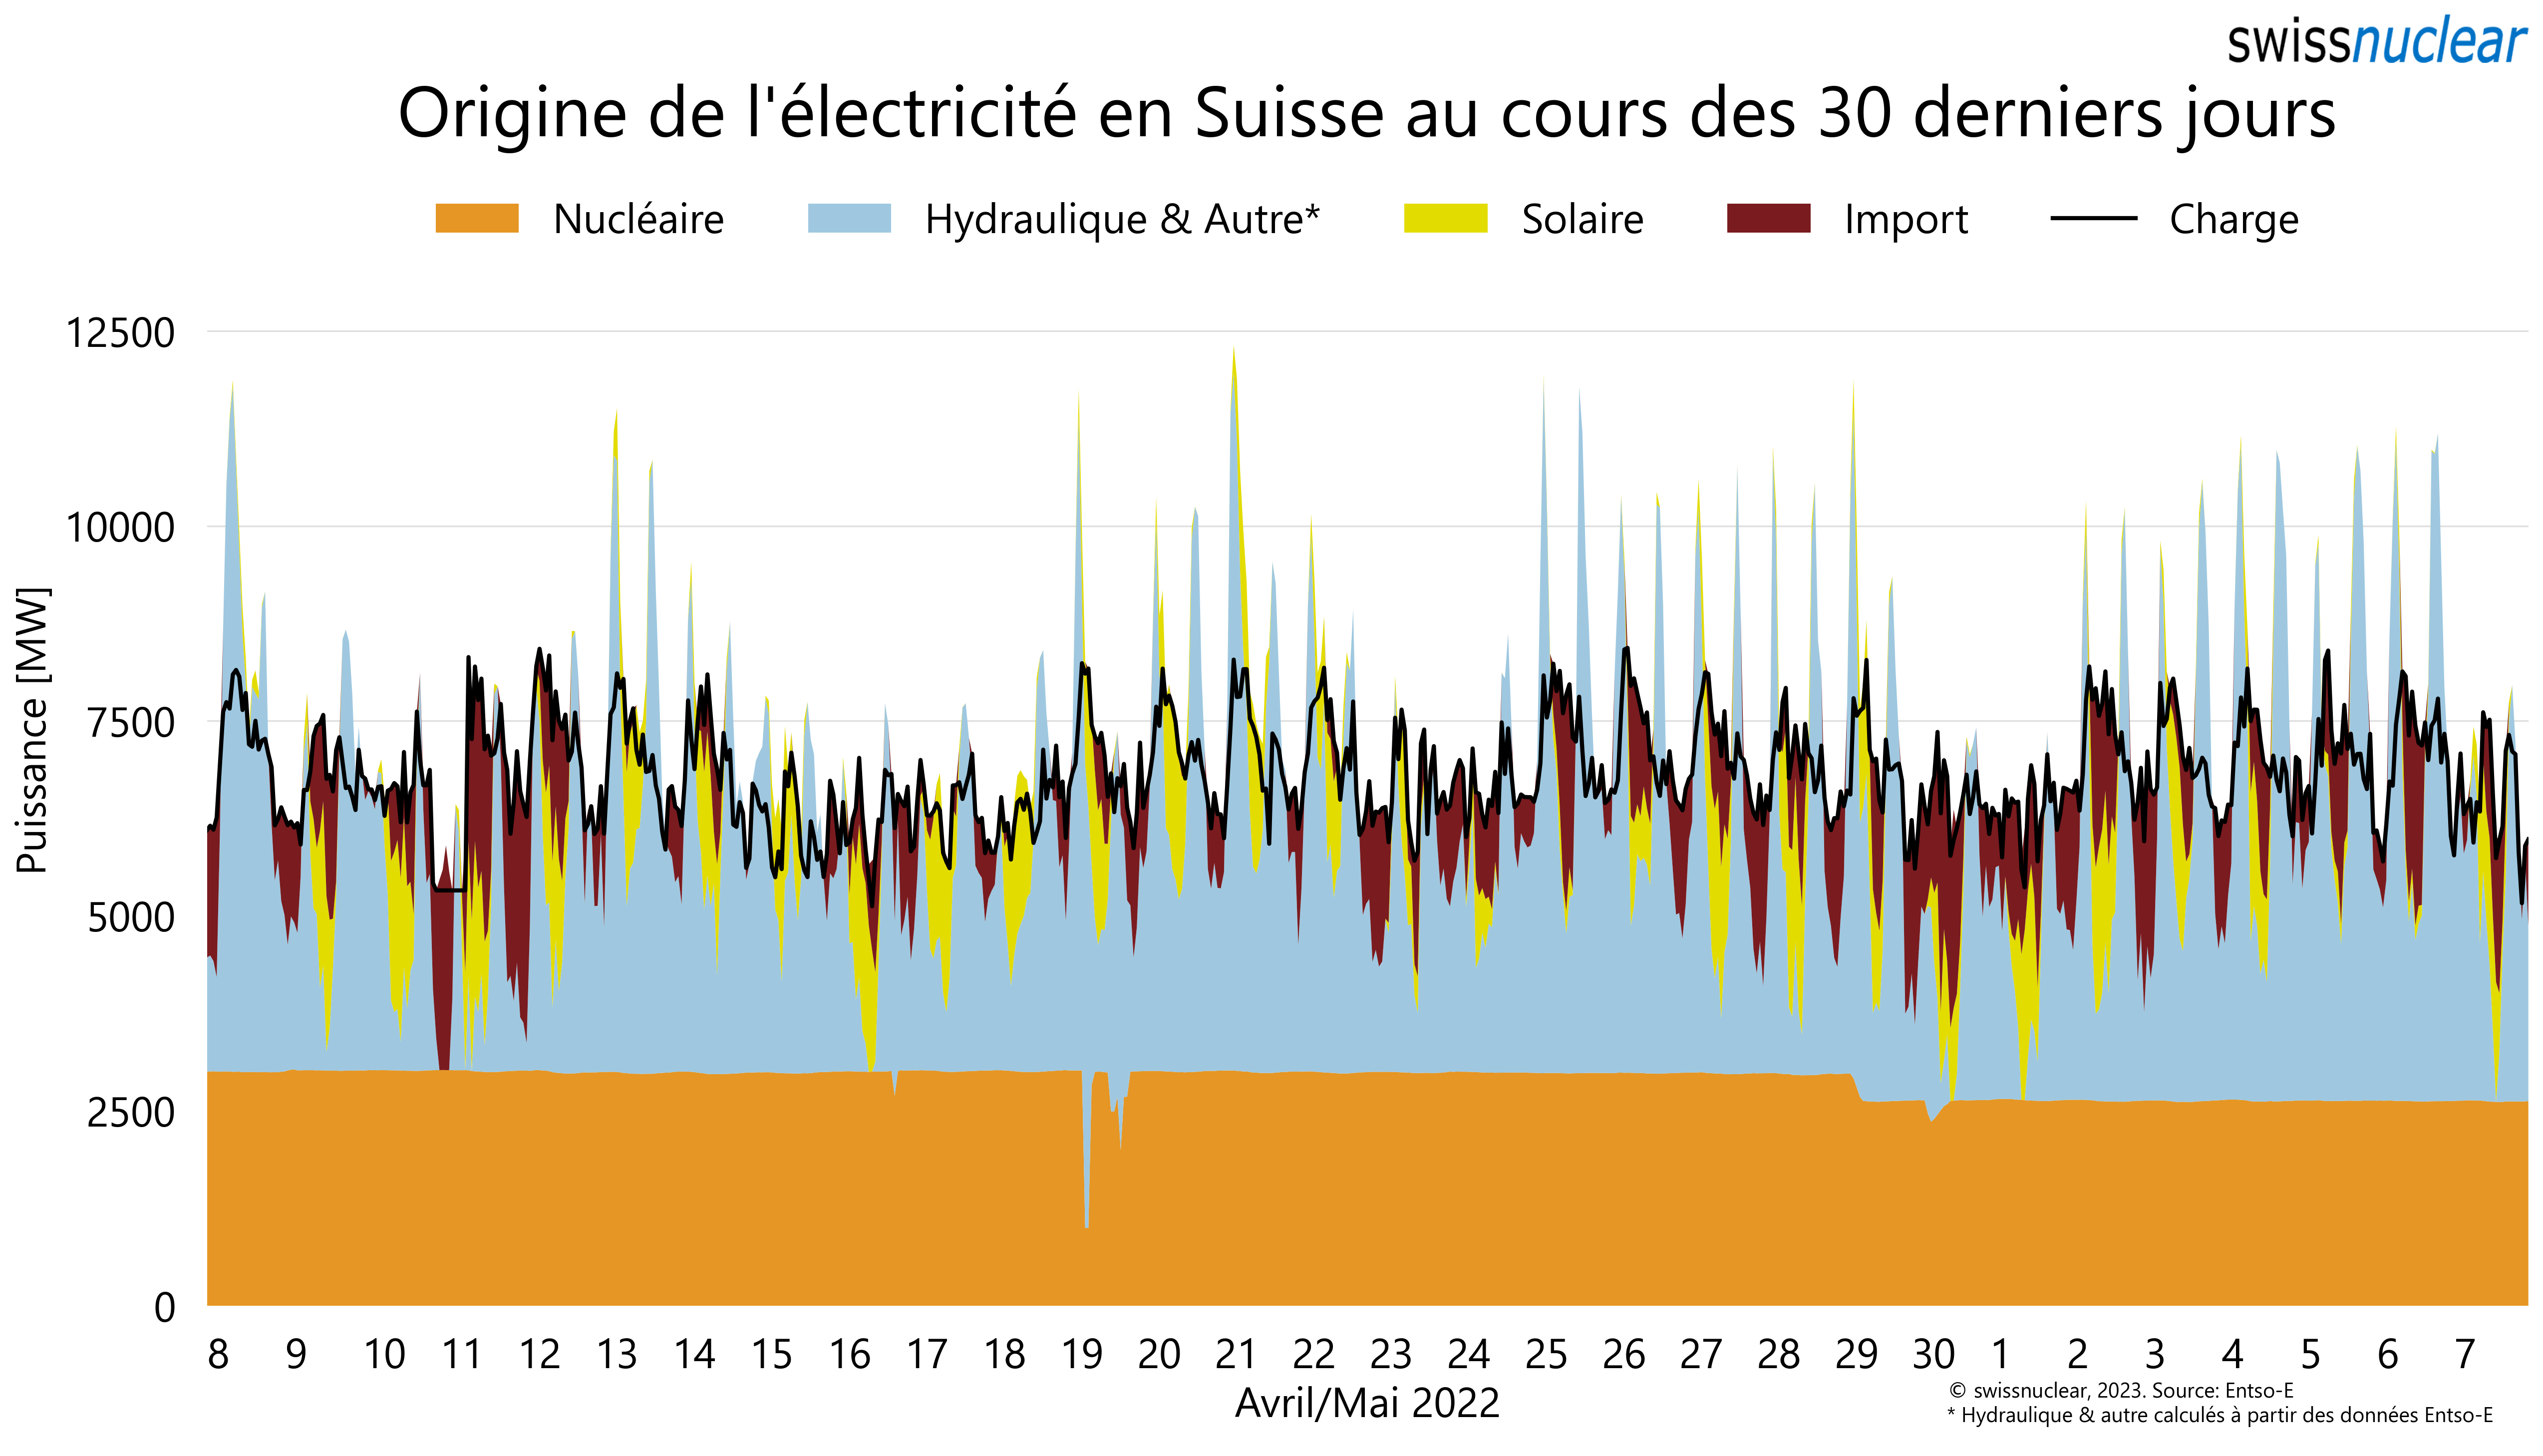 swissnuclear
Origine de l'électricité en Suisse au cours des 30 derniers jours
Nucléaire Hydraulique & Autre* Solaire Import Charge
12500
10000
7500
5000
2500
0
Puissance [MW]
8 9 10 11 12 13 14 15 16 17 18 19 20 21 22 23 24 25 26 27 28 29 30 1 2 3 4 5 6 7
Avril/Mai 2022
© swissnuclear, 2023. Source: Entso-E
* Hydraulique & autre calculés à partir des données Entso-E